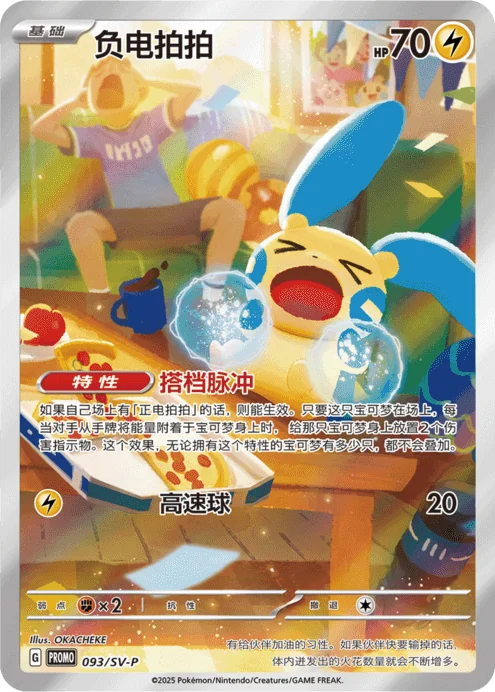 基础
负电拍拍
HP70
特性 搭档脉冲
如果自己场上有「正电拍拍」的话，则能生效。只要这只宝可梦在场上，每
当对手从手牌将能量附着于宝可梦身上时，给那只宝可梦身上放置2个伤
害指示物。这个效果，无论拥有这个特性的宝可梦有多少只，都不会叠加。
高速球 20
弱点 ×2 抗性 撤退
Illus. OKACHEKE
G PROMO 093/SV-P
有给伙伴加油的习性。如果伙伴快要输掉的话，
体内迸发出的火花数量就会不断增多。
©2025 Pokémon/Nintendo/Creatures/GAME FREAK.